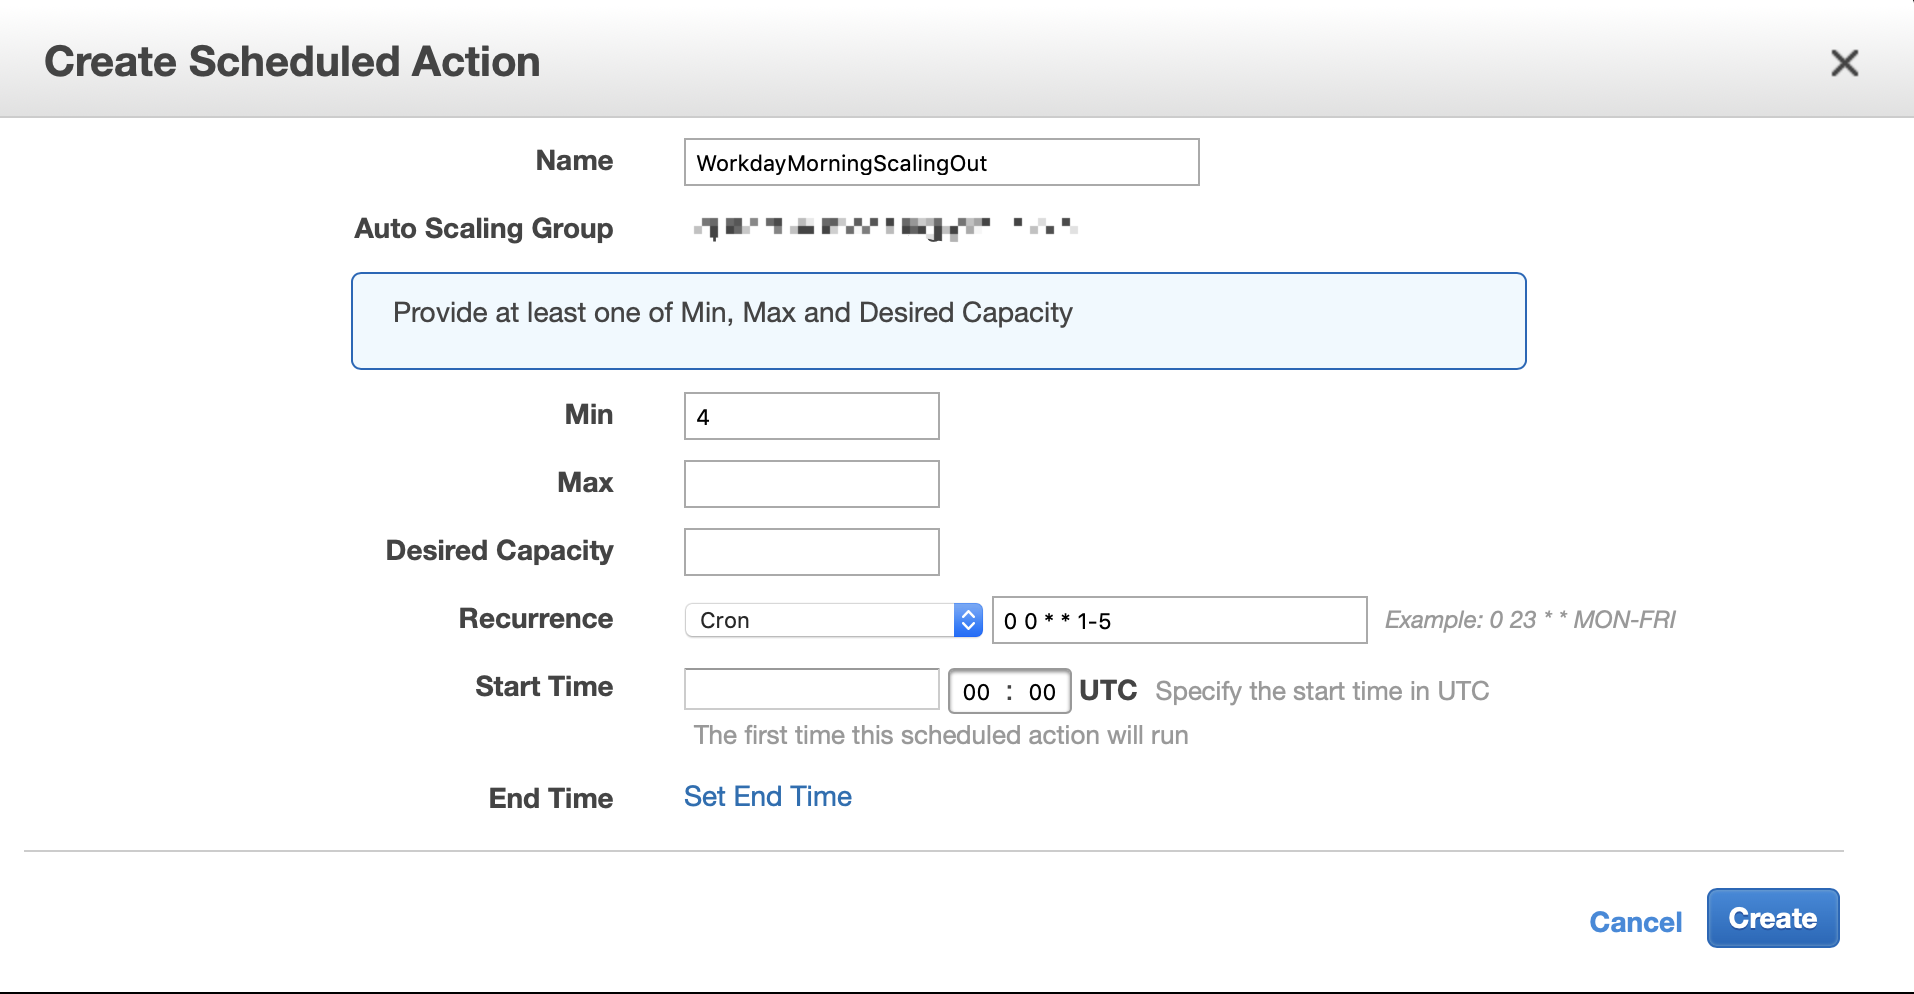 Create Scheduled Action
Name WorkdayMorningScalingOut
Auto Scaling Group
Provide at least one of Min, Max and Desired Capacity
Min 4
Max
Desired Capacity
Recurrence Cron 0 0 * * 1-5 Example: 0 23 * * MON-FRI
Start Time 00 : 00 UTC Specify the start time in UTC
The first time this scheduled action will run
End Time Set End Time
Cancel Create